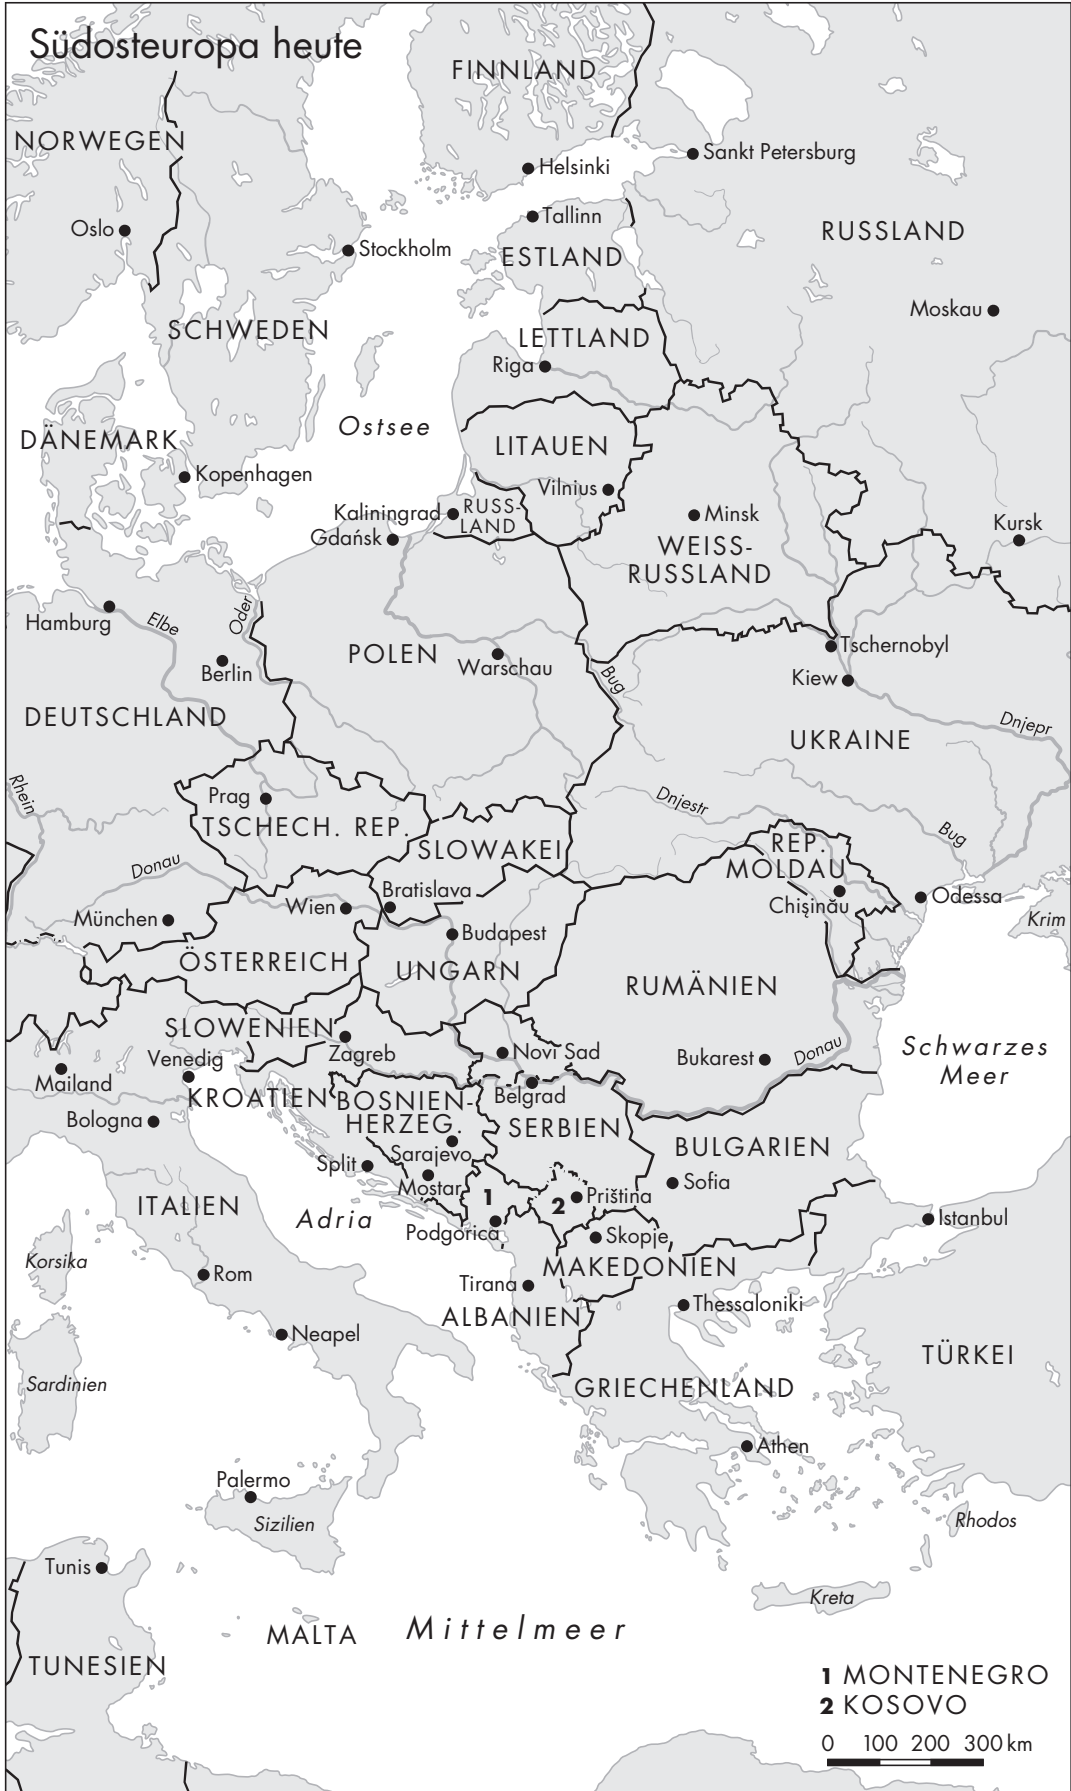 Südosteuropa heute
FINNLAND
NORWEGEN
Sankt Petersburg
Helsinki
Tallinn
Oslo
Stockholm
RUSSLAND
ESTLAND
Moskau
SCHWEDEN
LETTLAND
Riga
Ostsee
DÄNEMARK
LITAUEN
Kopenhagen
Vilnius
Kaliningrad
RUSS-
LAND
Minsk
Kursk
Gdańsk
WEISS-
RUSSLAND
Hamburg
Elbe
Oder
POLEN
Warschau
Tschernobyl
Berlin
Bug
Kiew
DEUTSCHLAND
Dnjepr
UKRAINE
Rhein
Prag
Dnjestr
TSCHECH. REP.
Bug
SLOWAKEI
REP.
MOLDAU
Donau
Bratislava
Odessa
Wien
Chişinău
München
Krim
Budapest
ÖSTERREICH
UNGARN
RUMÄNIEN
SLOWENIEN
Zagreb
Novi Sad
Bukarest
Donau
Schwarzes
Meer
Venedig
Mailand
KROATIEN
BOSNIEN-
HERZEG.
Belgrad
Bologna
SERBIEN
BULGARIEN
Split
Sarajevo
Mostar
Sofia
1
2
Priština
ITALIEN
Adria
Podgorica
Skopje
Istanbul
Korsika
Rom
MAKEDONIEN
Tirana
ALBANIEN
Thessaloniki
Neapel
TÜRKEI
Sardinien
GRIECHENLAND
Athen
Palermo
Sizilien
Rhodos
Tunis
Kreta
MALTA
Mittelmeer
TUNESIEN
1 MONTENEGRO
2 KOSOVO
0 100 200 300 km